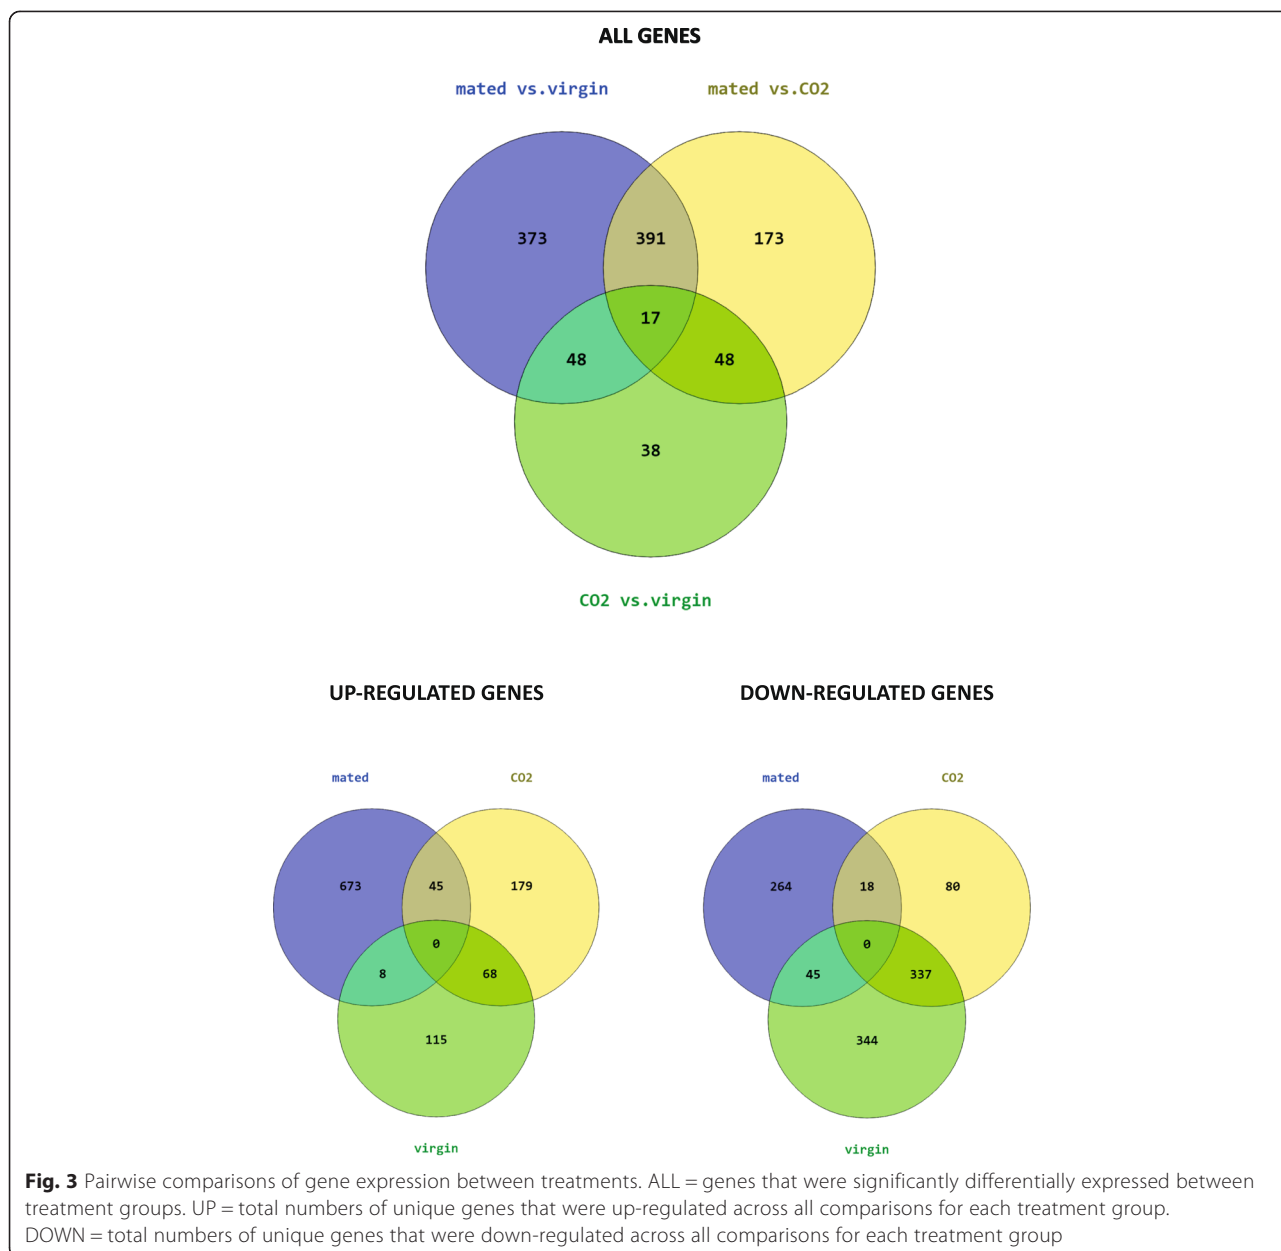 ALL GENES
mated vs.virgin mated vs.CO2
373 391 173
17
48 48
38
CO2 vs.virgin
UP-REGULATED GENES DOWN-REGULATED GENES
mated CO2 mated CO2
673 45 179 264 18 80
0 0
8 68 45 337
115 344
virgin virgin
Fig. 3 Pairwise comparisons of gene expression between treatments. ALL = genes that were significantly differentially expressed between
treatment groups. UP = total numbers of unique genes that were up-regulated across all comparisons for each treatment group.
DOWN = total numbers of unique genes that were down-regulated across all comparisons for each treatment group